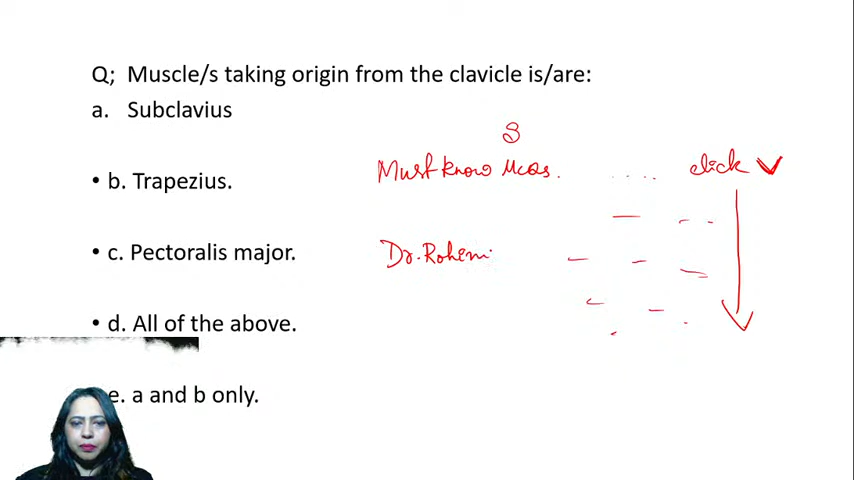 Q; Muscle/s taking origin from the clavicle is/are:
a. Subclavius
S
Must know Mcqs. .... click
• b. Trapezius.
• c. Pectoralis major.
Dr. Rohini
• d. All of the above.
e. a and b only.